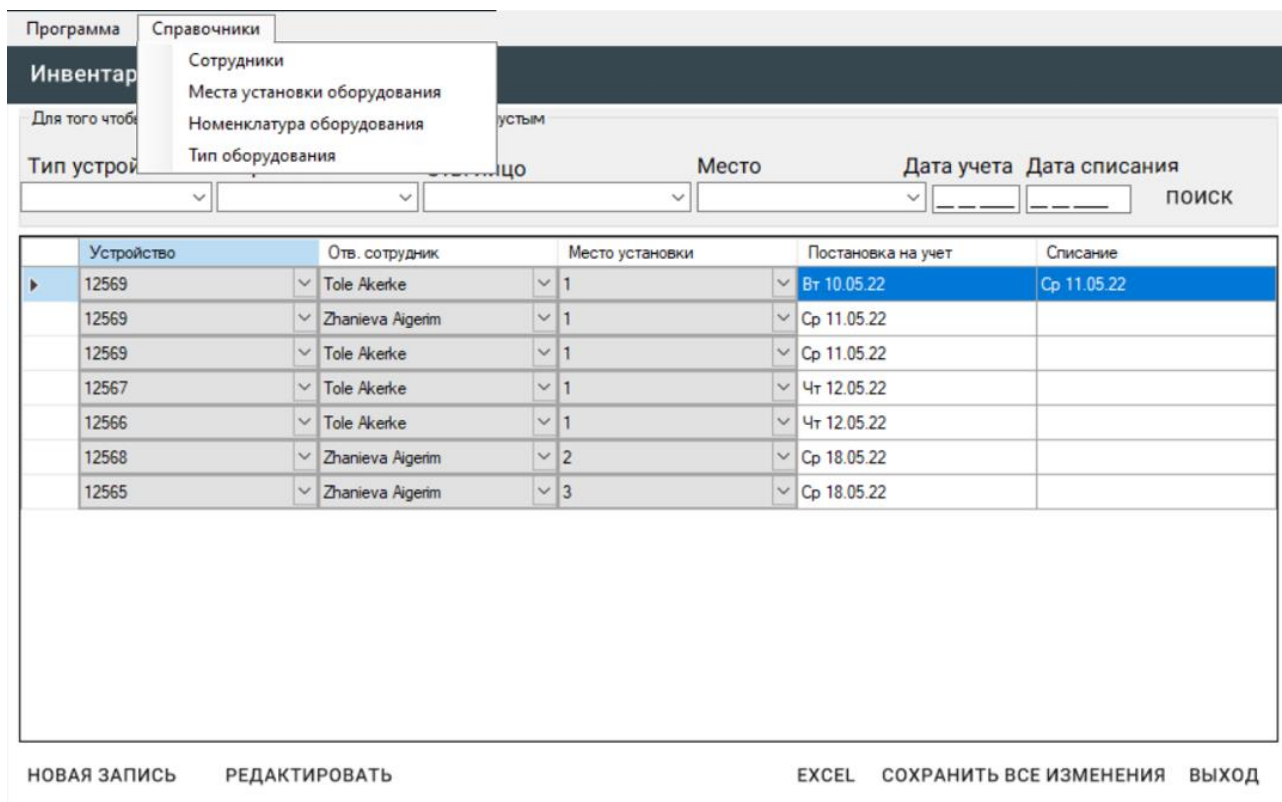 Программа Справочники
Сотрудники
Места установки оборудования
Номенклатура оборудования
Тип оборудования
Для того устым
Место Дата учета Дата списания
ПОИСК
Устройство Отв. сотрудник Место установки Постановка на учет Списание
12569 Tole Akerke 1 Вт 10.05.22 Ср 11.05.22
12569 Zhanieva Aigerim 1 Ср 11.05.22
12569 Tole Akerke 1 Ср 11.05.22
12567 Tole Akerke 1 Чт 12.05.22
12566 Tole Akerke 1 Чт 12.05.22
12568 Zhanieva Aigerim 2 Ср 18.05.22
12565 Zhanieva Aigerim 3 Ср 18.05.22
НОВАЯ ЗАПИСЬ РЕДАКТИРОВАТЬ EXCEL СОХРАНИТЬ ВСЕ ИЗМЕНЕНИЯ ВЫХОД